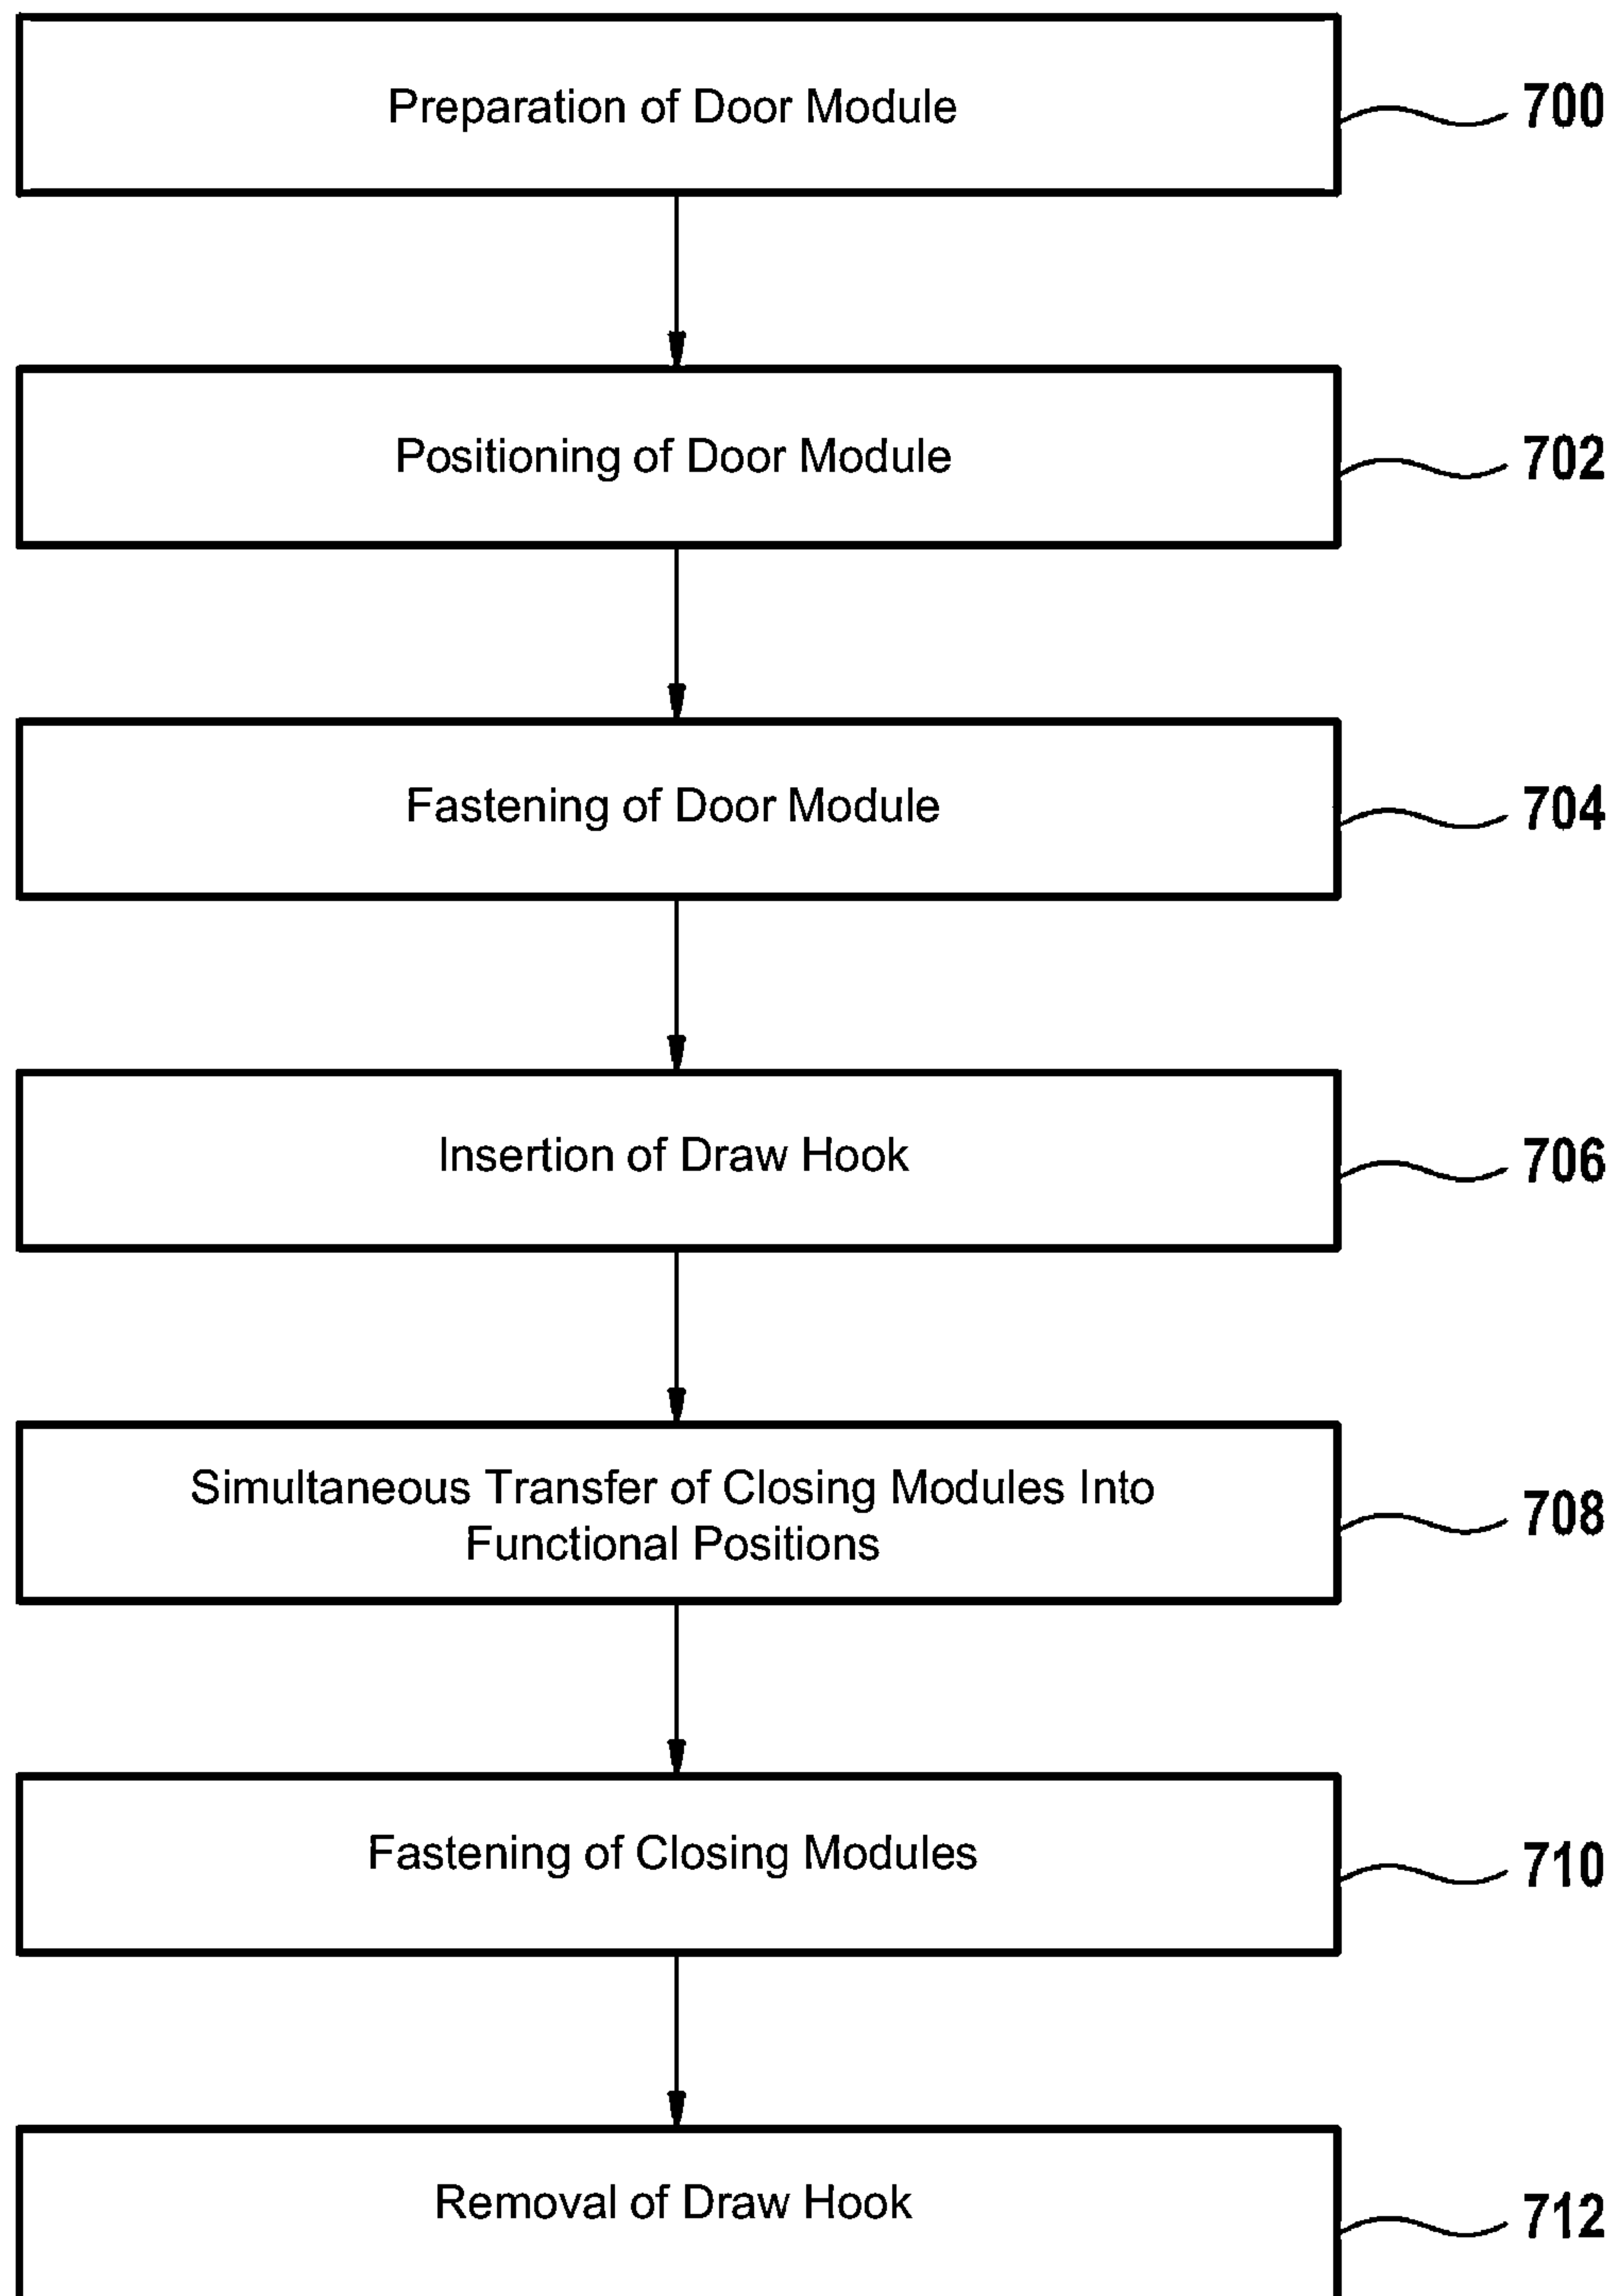 Preparation of Door Module
700
Positioning of Door Module
702
Fastening of Door Module
704
Insertion of Draw Hook
706
Simultaneous Transfer of Closing Modules Into
Functional Positions
708
Fastening of Closing Modules
710
Removal of Draw Hook
712